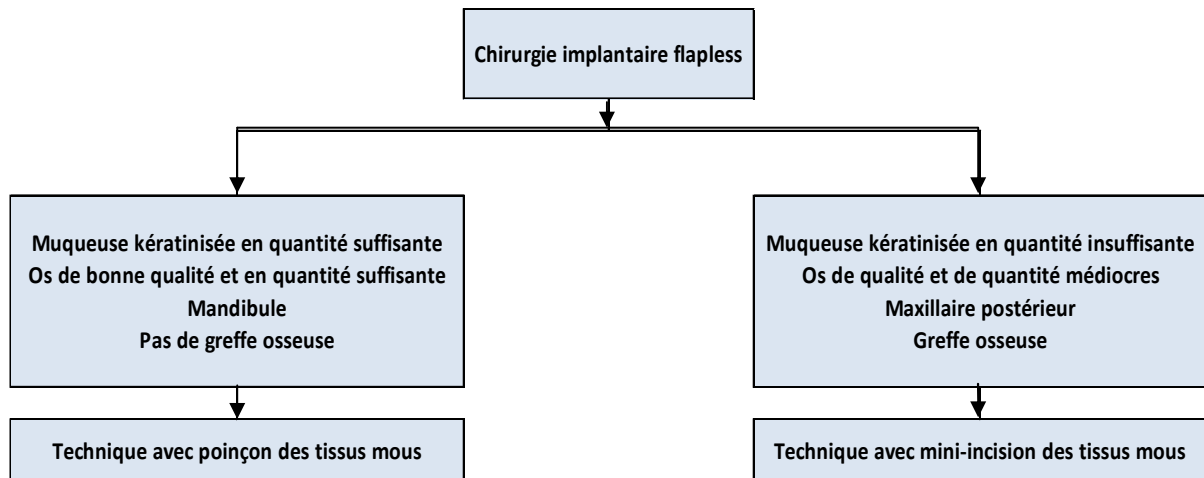 Chirurgie implantaire flapless
Muqueuse kératinisée en quantité suffisante
Os de bonne qualité et en quantité suffisante
Mandibule
Pas de greffe osseuse
Muqueuse kératinisée en quantité insuffisante
Os de qualité et de quantité médiocres
Maxillaire postérieur
Greffe osseuse
Technique avec poinçon des tissus mous
Technique avec mini-incision des tissus mous